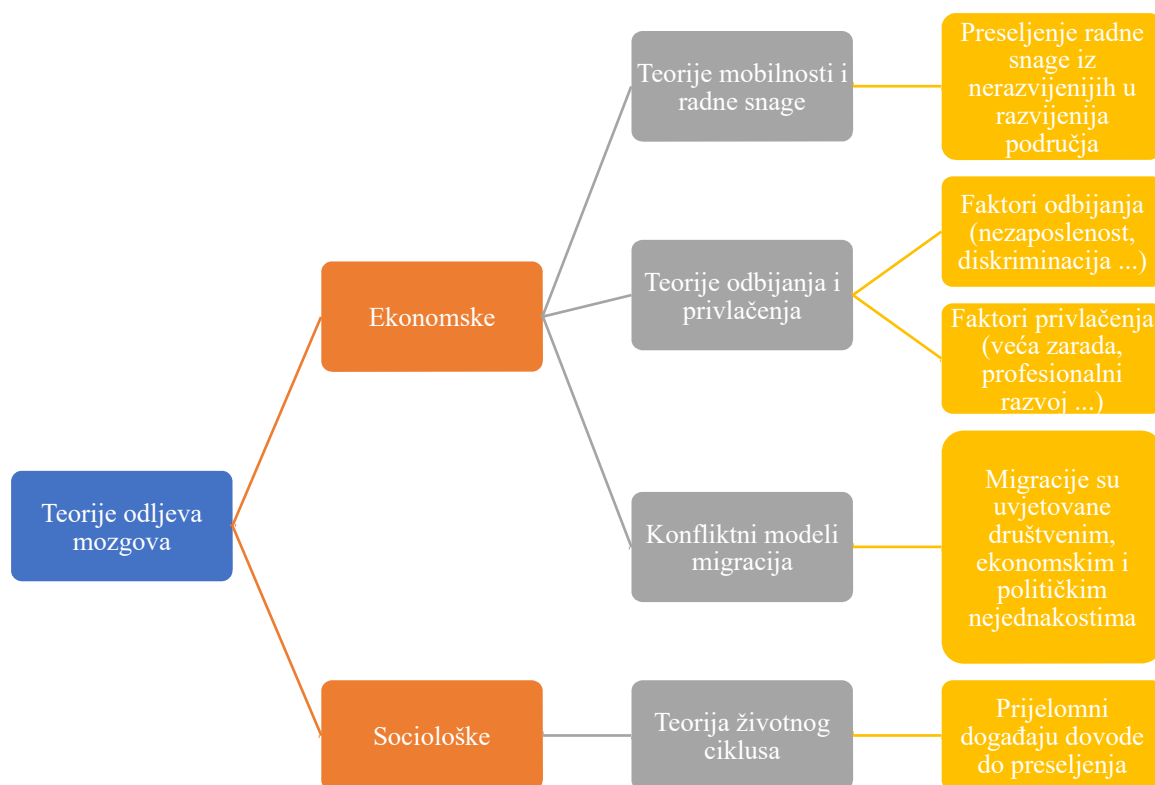 Teorije odljeva
mozgova
Ekonomske
Teorije mobilnosti i
radne snage
Preseljenje radne
snage iz
nerazvijenijih u
razvijenija
područja
Teorije odbijanja i
privlačenja
Faktori odbijanja
(nezaposlenost,
diskriminacija ...)
Faktori privlačenja
(veća zarada,
profesionalni
razvoj ...)
Konfliktni modeli
migracija
Migracije su
uvjetovane
društvenim,
ekonomskim i
političkim
nejednakostima
Sociološke
Teorija životnog
ciklusa
Prijelomni
događaju dovode
do preseljenja